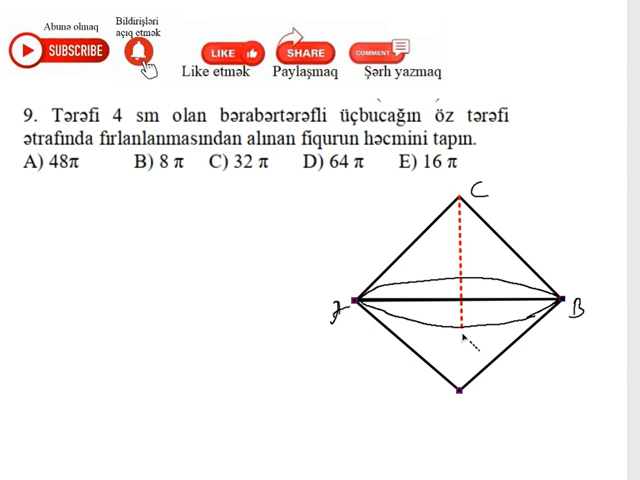 Abunə olmaq
Bildirişləri
açıq etmək
SUBSCRIBE
LIKE
SHARE
COMMENT
Like etmək Paylaşmaq Şərh yazmaq
9. Tərəfi 4 sm olan bərabərtərəfli üçbucağın öz tərəfi
ətrafında fırlanlanmasından alınan fiqurun həcmini tapın.
A) 48π B) 8 π C) 32 π D) 64 π E) 16 π
C
A B